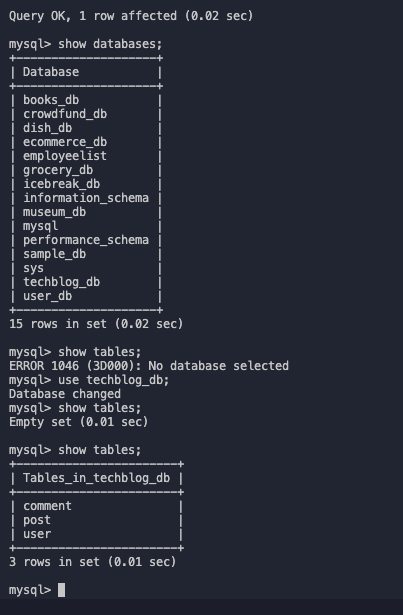 Query OK, 1 row affected (0.02 sec)
mysql> show databases;
+--------------------+
| Database           |
+--------------------+
| books_db           |
| crowdfund_db       |
| dish_db            |
| ecommerce_db       |
| employeelist       |
| grocery_db         |
| icebreak_db        |
| information_schema |
| museum_db          |
| mysql              |
| performance_schema |
| sample_db          |
| sys                |
| techblog_db        |
| user_db            |
+--------------------+
15 rows in set (0.02 sec)
mysql> show tables;
ERROR 1046 (3D000): No database selected
mysql> use techblog_db;
Database changed
mysql> show tables;
Empty set (0.01 sec)
mysql> show tables;
+-----------------------+
| Tables_in_techblog_db |
+-----------------------+
| comment               |
| post                  |
| user                  |
+-----------------------+
3 rows in set (0.01 sec)
mysql>